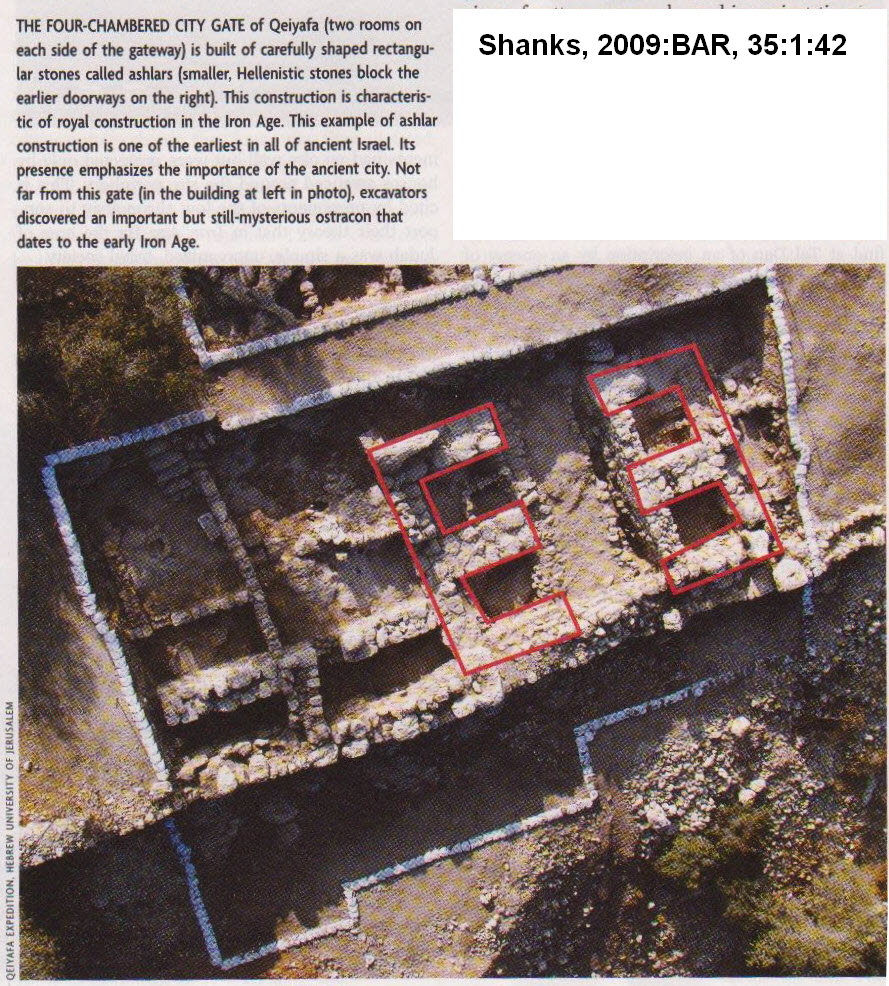 THE FOUR-CHAMBERED CITY GATE of Qeiyafa (two rooms on
each side of the gateway) is built of carefully shaped rectangu-
lar stones called ashlars (smaller, Hellenistic stones block the
earlier doorways on the right). This construction is characteris-
tic of royal construction in the Iron Age. This example of ashlar
construction is one of the earliest in all of ancient Israel. Its
presence emphasizes the importance of the ancient city. Not
far from this gate (in the building at left in photo), excavators
discovered an important but still-mysterious ostracon that
dates to the early Iron Age.
Shanks, 2009:BAR, 35:1:42
QEIYAFA EXPEDITION, HEBREW UNIVERSITY OF JERUSALEM